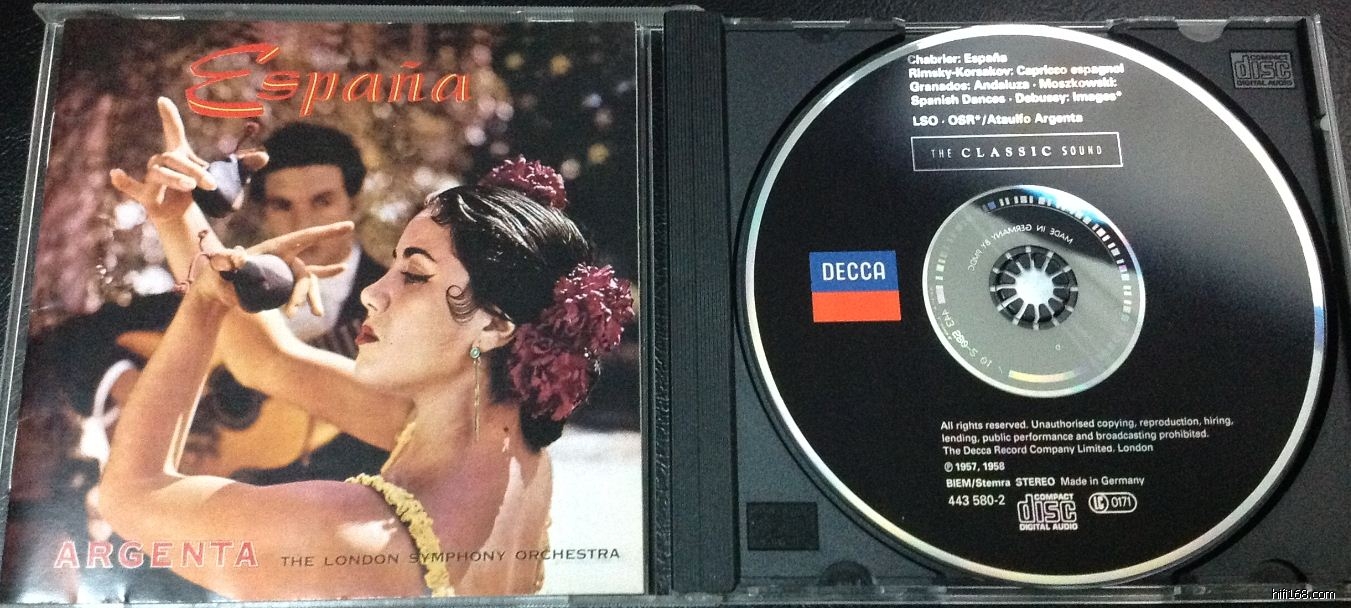 España
ARGENTA THE LONDON SYMPHONY ORCHESTRA
Chabrier: España
Rimsky-Korsakov: Capriccio espagnol
Granados: Andaluza · Moszkowski:
Spanish Dances · Debussy: Images*
LSO · OSR*/Ataulfo Argenta
THE CLASSIC SOUND
COMPACT
disc
DIGITAL AUDIO
DECCA
MADE IN GERMANY BY PMDC
All rights reserved. Unauthorised copying, reproduction, hiring,
lending, public performance and broadcasting prohibited.
The Decca Record Company Limited. London
℗ 1957, 1958
BIEM/Stemra STEREO Made in Germany
443 580-2
COMPACT
disc
DIGITAL AUDIO
LC 0171
hifi168.com